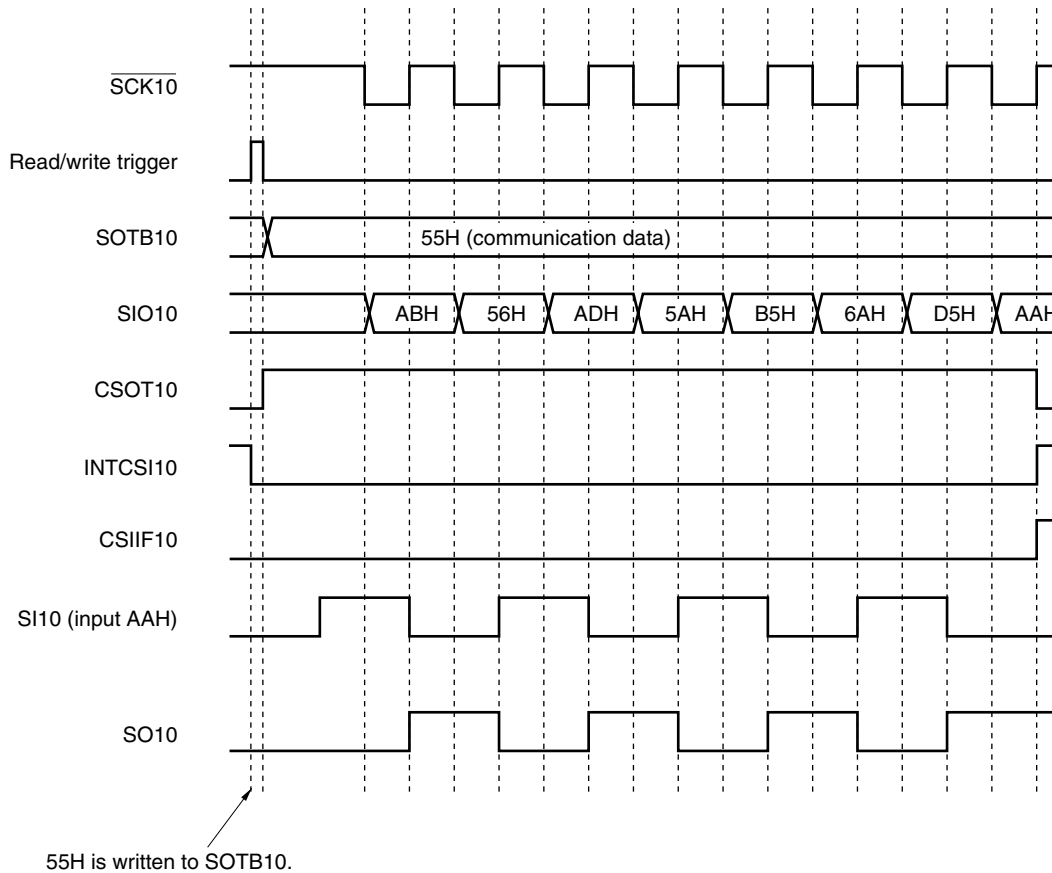 SCK10
Read/write trigger
SOTB10
55H (communication data)
SIO10
ABH 56H ADH 5AH B5H 6AH D5H AAH
CSOT10
INTCSI10
CSIIF10
SI10 (input AAH)
SO10
55H is written to SOTB10.